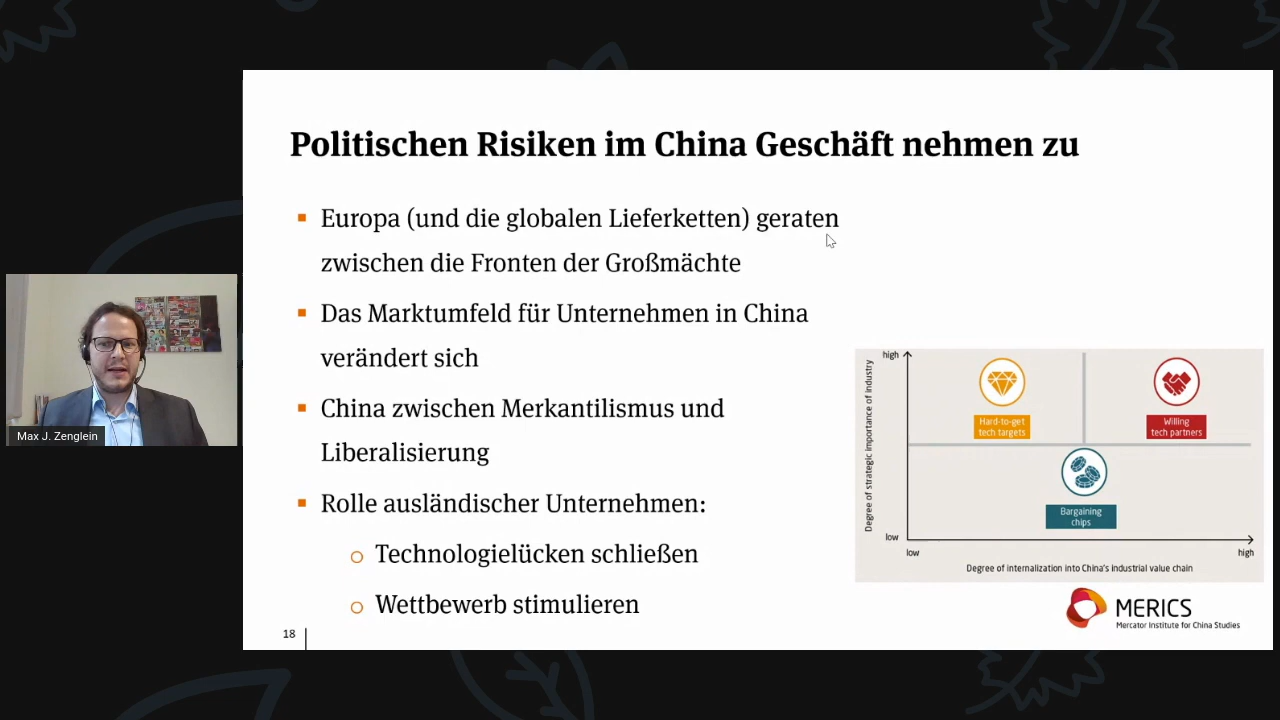 Politischen Risiken im China Geschäft nehmen zu
Europa (und die globalen Lieferketten) geraten
zwischen die Fronten der Großmächte
Das Marktumfeld für Unternehmen in China
verändert sich
China zwischen Merkantilismus und
Liberalisierung
Rolle ausländischer Unternehmen:
Technologielücken schließen
Wettbewerb stimulieren
18
Max J. Zenglein
high
Degree of strategic importance of industry
Hard-to-get
tech targets
Willing
tech partners
Bargaining
chips
low
low
high
Degree of internalization into China's industrial value chain
MERICS
Mercator Institute for China Studies